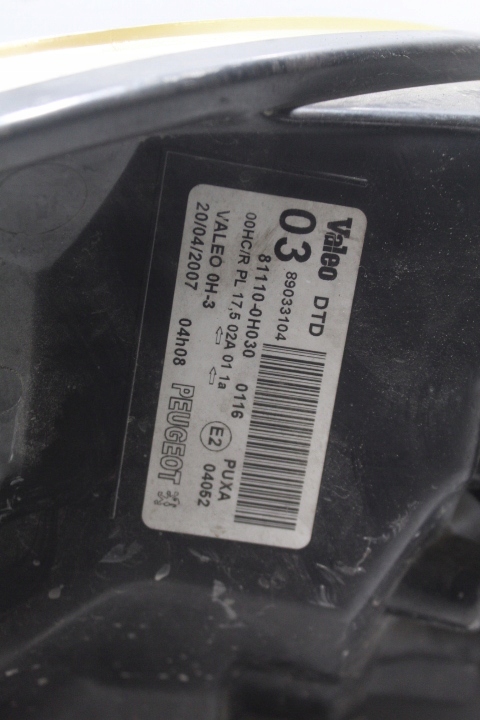 Valeo DTD
03 89033104
81110-0H030 0116 PUXA
00HC/R PL 17,5 02A 01 1a E2 04052
VALEO 0H-3 ⇦ ⇦
20/04/2007 04h08 PEUGEOT